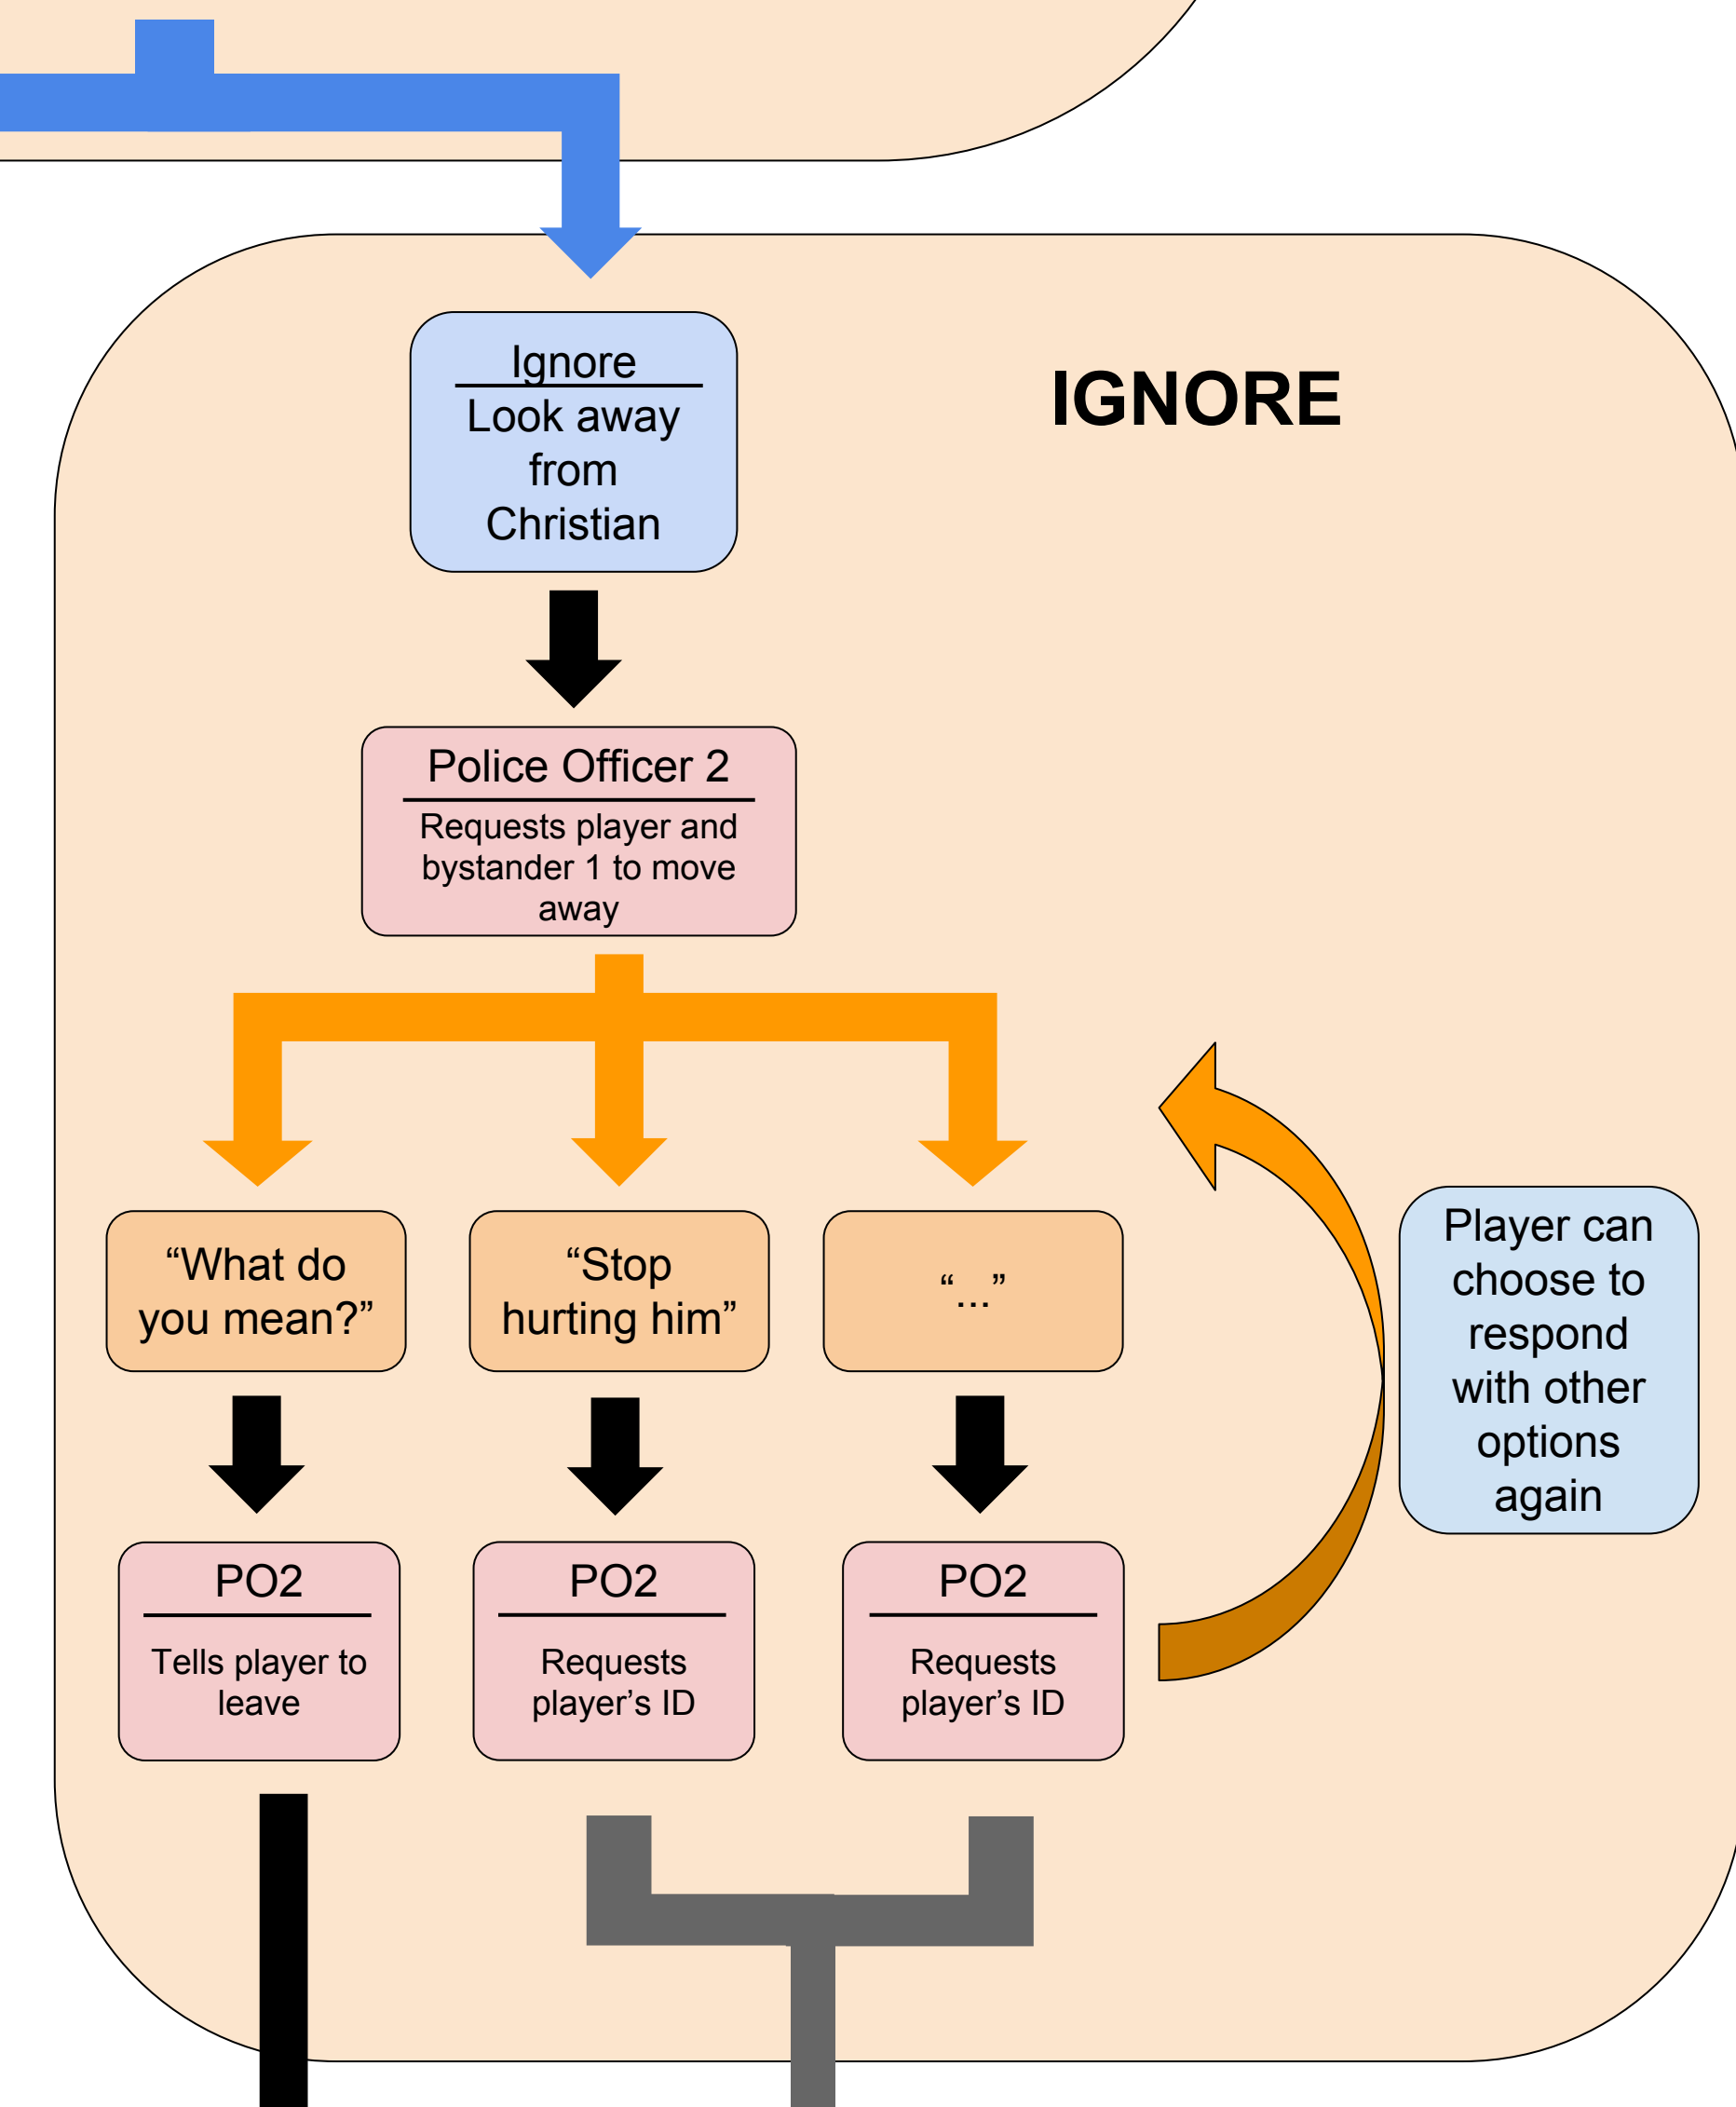 IGNORE
Ignore
Look away
from
Christian
Police Officer 2
Requests player and
bystander 1 to move
away
“What do
you mean?”
“Stop
hurting him”
“...”
Player can
choose to
respond
with other
options
again
PO2
Tells player to
leave
PO2
Requests
player’s ID
PO2
Requests
player’s ID